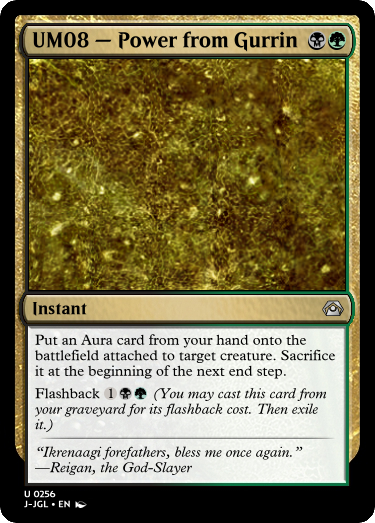 UM08 — Power from Gurrin
Instant
Put an Aura card from your hand onto the
battlefield attached to target creature. Sacrifice
it at the beginning of the next end step.
Flashback 1 (You may cast this card from
your graveyard for its flashback cost. Then exile
it.)
“Ikrenaagi forefathers, bless me once again.”
—Reigan, the God-Slayer
U 0256
J-JGL • EN